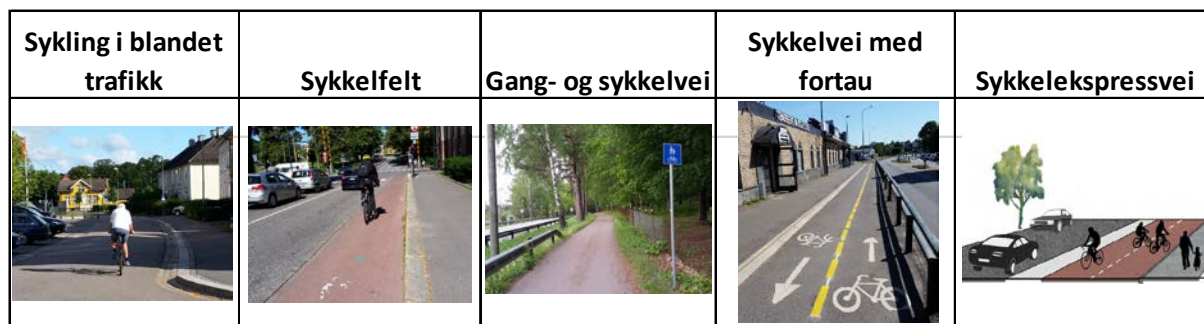 Sykling i blandet
trafikk
Sykkelfelt
Gang- og sykkelvei
Sykkelvei med
fortau
Sykkelekspressvei